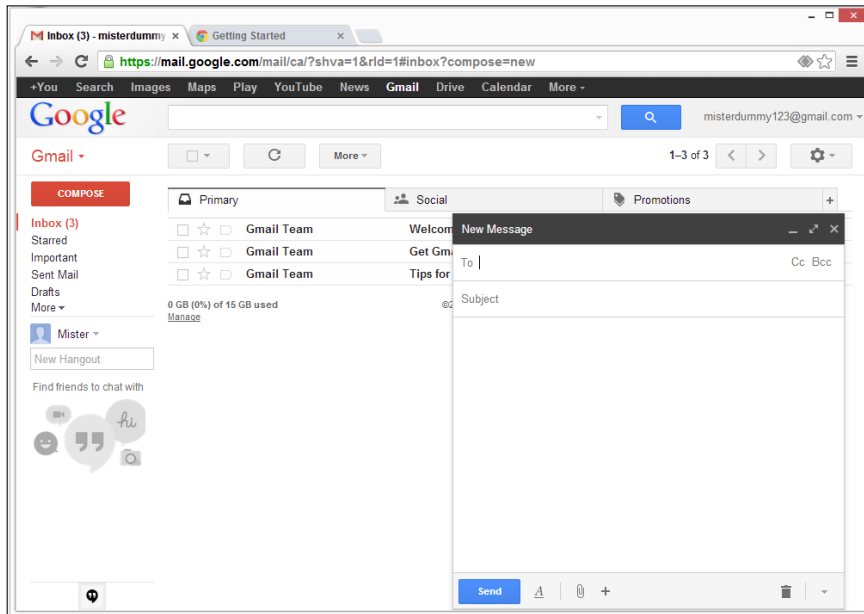 Inbox (3) - misterdummy
Getting Started
https://mail.google.com/mail/ca/?shva=1&rld=1#inbox?compose=new
+You Search Images Maps Play YouTube News Gmail Drive Calendar More
Google
misterdummy123@gmail.com
Gmail
More
1–3 of 3
COMPOSE
Primary
Social
Promotions
+
Inbox (3)
Starred
Important
Sent Mail
Drafts
More
Mister
New Hangout
Find friends to chat with
hi
Gmail Team Welcom
Gmail Team Get Gma
Gmail Team Tips for
0 GB (0%) of 15 GB used
©2
Manage
New Message
To
Cc Bcc
Subject
Send
A
+